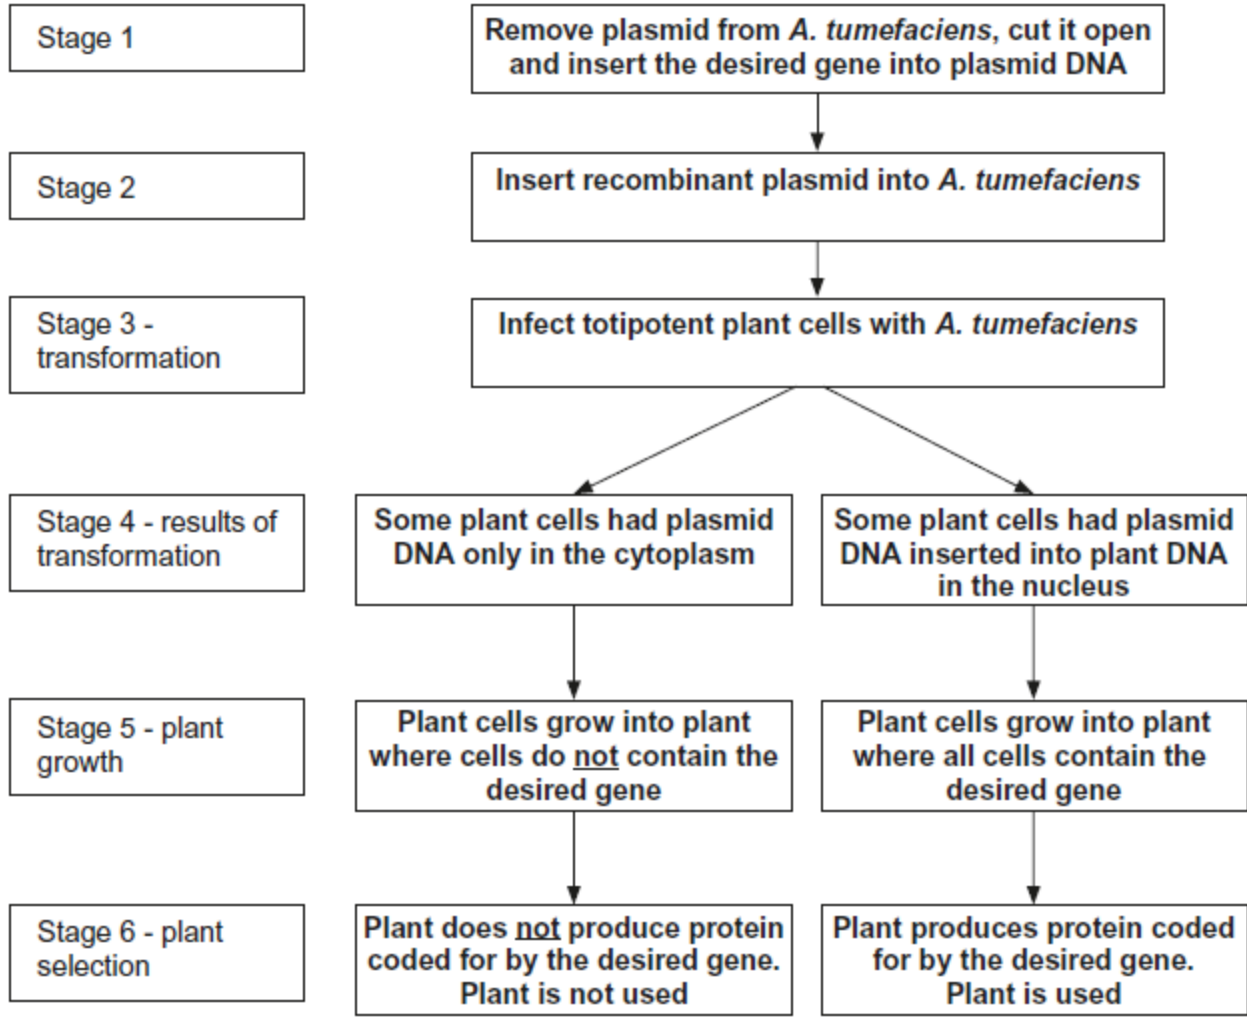 Stage 1
Remove plasmid from A. tumefaciens, cut it open
and insert the desired gene into plasmid DNA
Stage 2
Insert recombinant plasmid into A. tumefaciens
Stage 3 -
transformation
Infect totipotent plant cells with A. tumefaciens
Stage 4 - results of
transformation
Some plant cells had plasmid
DNA only in the cytoplasm
Some plant cells had plasmid
DNA inserted into plant DNA
in the nucleus
Stage 5 - plant
growth
Plant cells grow into plant
where cells do not contain the
desired gene
Plant cells grow into plant
where all cells contain the
desired gene
Stage 6 - plant
selection
Plant does not produce protein
coded for by the desired gene.
Plant is not used
Plant produces protein coded
for by the desired gene.
Plant is used